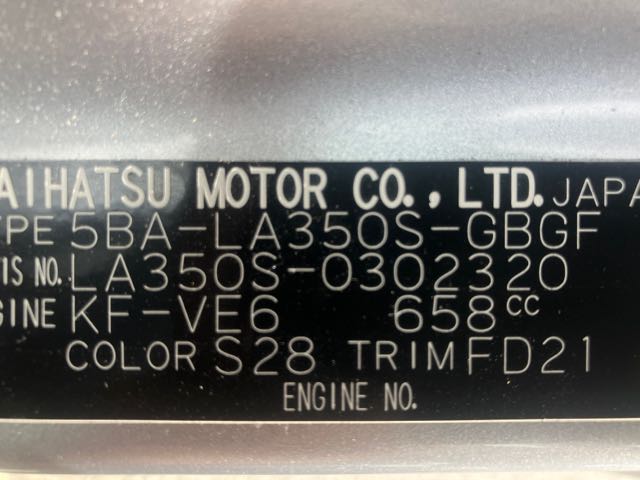 AIHATSU MOTOR CO., LTD. JAPA
YPE 5BA-LA350S-GBGF
IS NO. LA350S-0302320
GINE KF-VE6 658cc
COLOR S28 TRIM FD21
ENGINE NO.